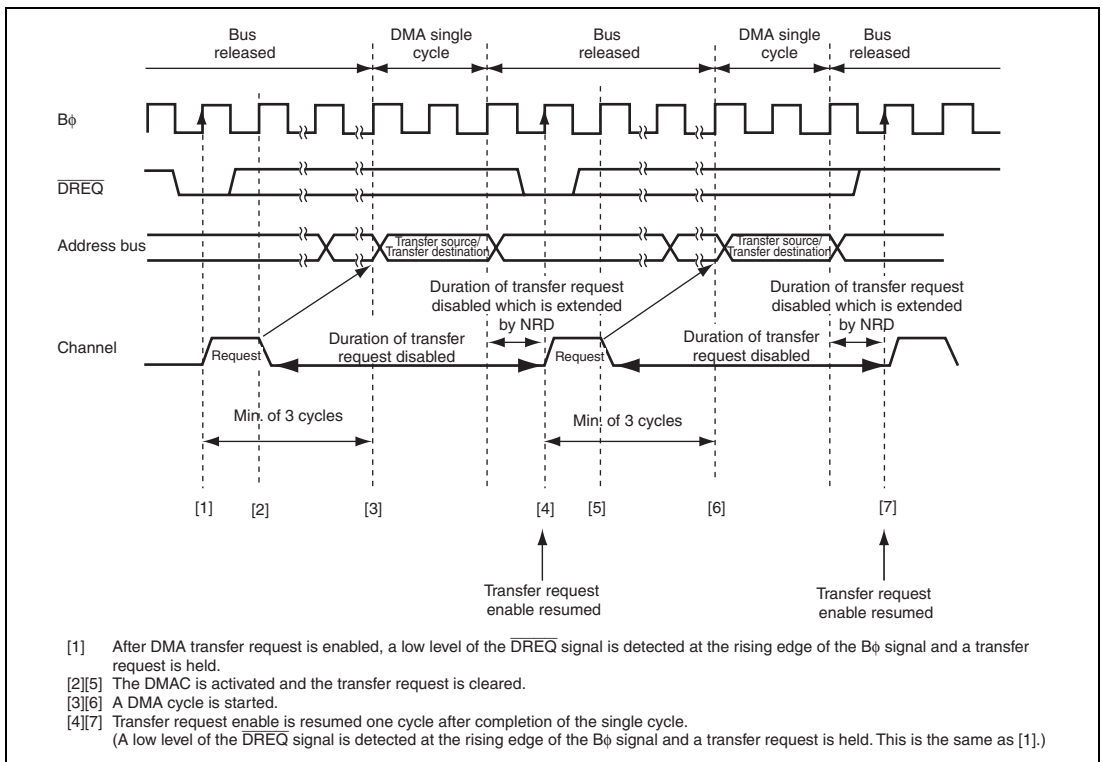 Bus released
DMA single cycle
Bus released
DMA single cycle
Bus released
Bϕ
DREQ
Address bus
Transfer source/
Transfer destination
Transfer source/
Transfer destination
Duration of transfer request
disabled which is extended
by NRD
Duration of transfer request
disabled which is extended
by NRD
Channel
Request
Duration of transfer
request disabled
Request
Duration of transfer
request disabled
Min. of 3 cycles
Min. of 3 cycles
[1] [2] [3] [4] [5] [6] [7]
Transfer request
enable resumed
Transfer request
enable resumed
[1] After DMA transfer request is enabled, a low level of the DREQ signal is detected at the rising edge of the Bϕ signal and a transfer
request is held.
[2][5] The DMAC is activated and the transfer request is cleared.
[3][6] A DMA cycle is started.
[4][7] Transfer request enable is resumed one cycle after completion of the single cycle.
(A low level of the DREQ signal is detected at the rising edge of the Bϕ signal and a transfer request is held. This is the same as [1].)